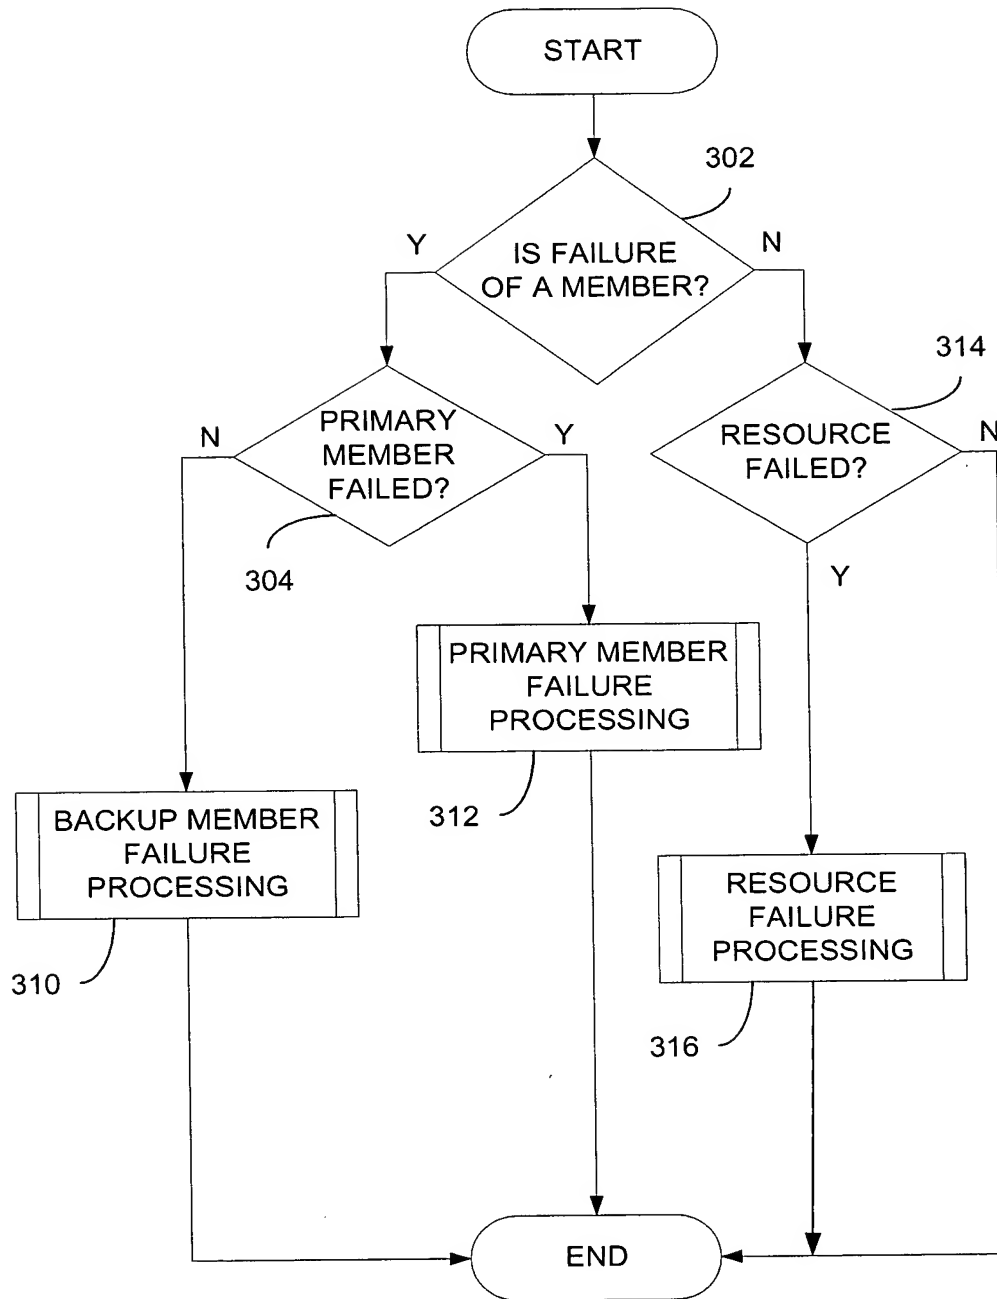 START
302
Y
N
IS FAILURE
OF A MEMBER?
314
N
PRIMARY
MEMBER
FAILED?
Y
RESOURCE
FAILED?
N
304
Y
PRIMARY MEMBER
FAILURE
PROCESSING
312
BACKUP MEMBER
FAILURE
PROCESSING
310
RESOURCE
FAILURE
PROCESSING
316
END